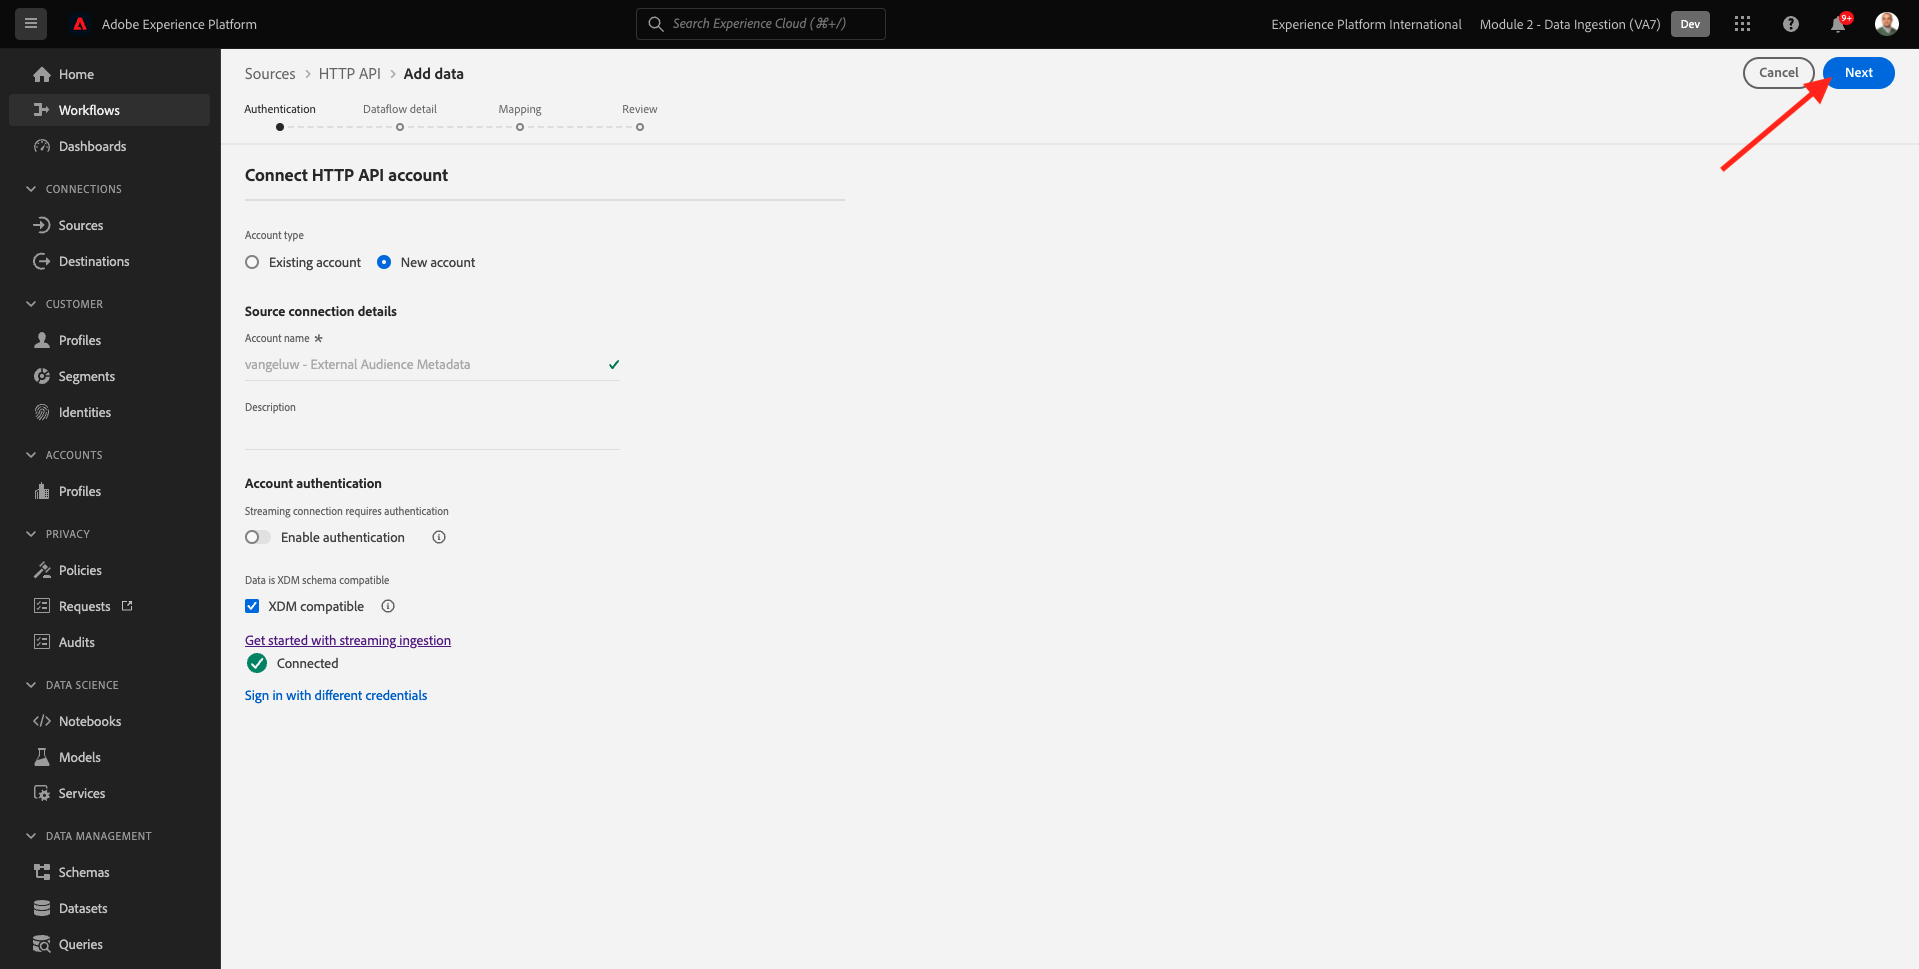 Adobe Experience Platform
Search Experience Cloud (⌘+/)
Experience Platform International
Module 2 - Data Ingestion (VA7)
Dev
9+
Home
Workflows
Dashboards
CONNECTIONS
Sources
Destinations
CUSTOMER
Profiles
Segments
Identities
ACCOUNTS
Profiles
PRIVACY
Policies
Requests
Audits
DATA SCIENCE
Notebooks
Models
Services
DATA MANAGEMENT
Schemas
Datasets
Queries
Sources > HTTP API > Add data
Cancel
Next
Authentication
Dataflow detail
Mapping
Review
Connect HTTP API account
Account type
Existing account
New account
Source connection details
Account name *
vangeluw - External Audience Metadata
Description
Account authentication
Streaming connection requires authentication
Enable authentication
Data is XDM schema compatible
XDM compatible
Get started with streaming ingestion
Connected
Sign in with different credentials